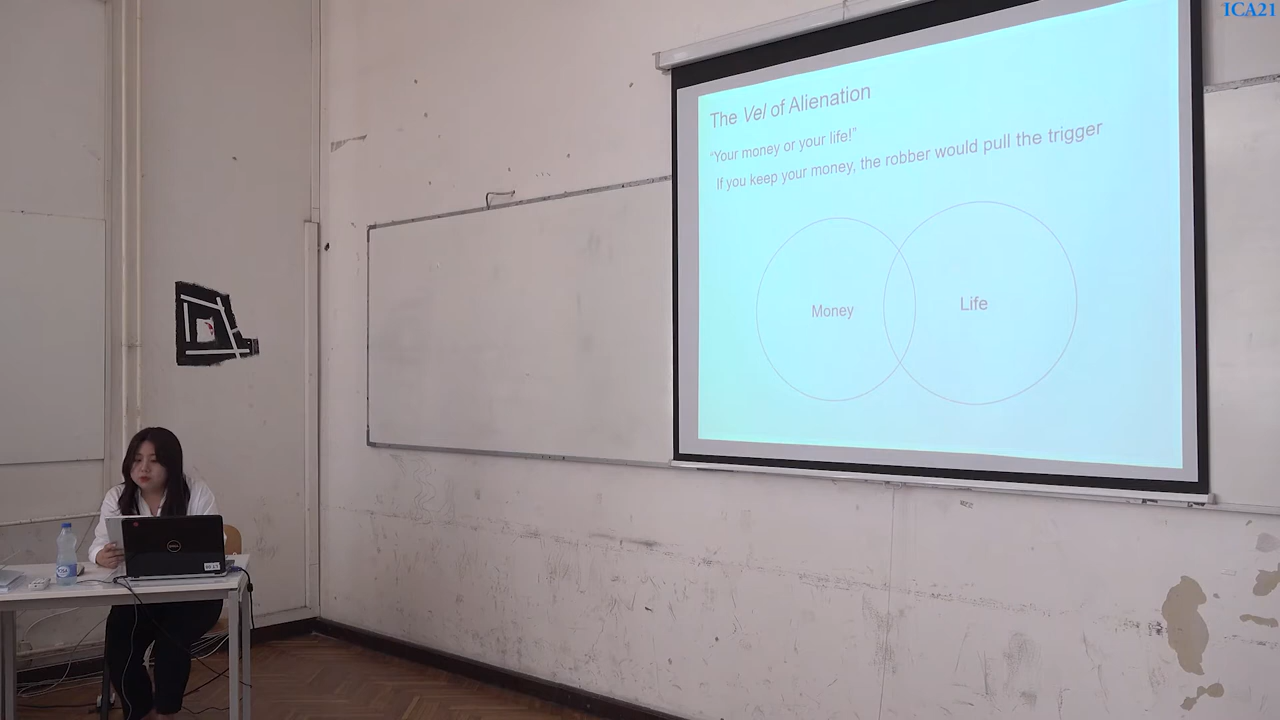 ICA21
The Vel of Alienation
"Your money or your life!"
If you keep your money, the robber would pull the trigger
Money
Life
DELL